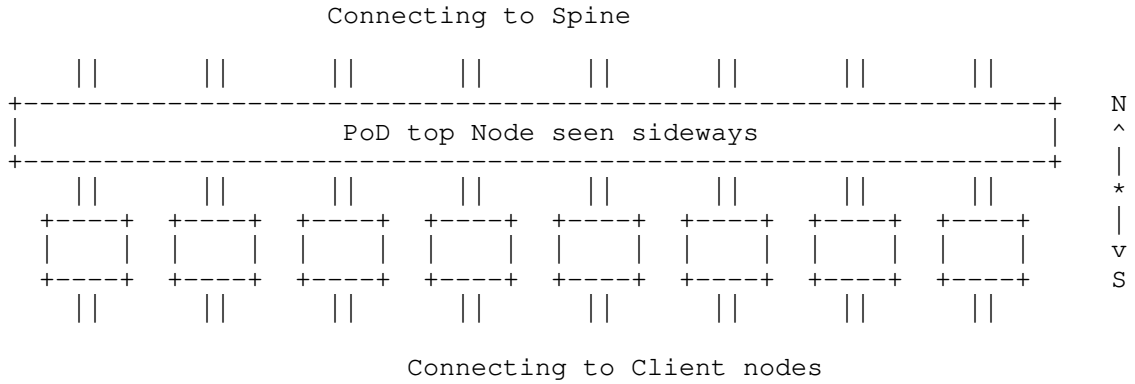 Connecting to Spine
N
PoD top Node seen sideways
^
*
v
S
Connecting to Client nodes